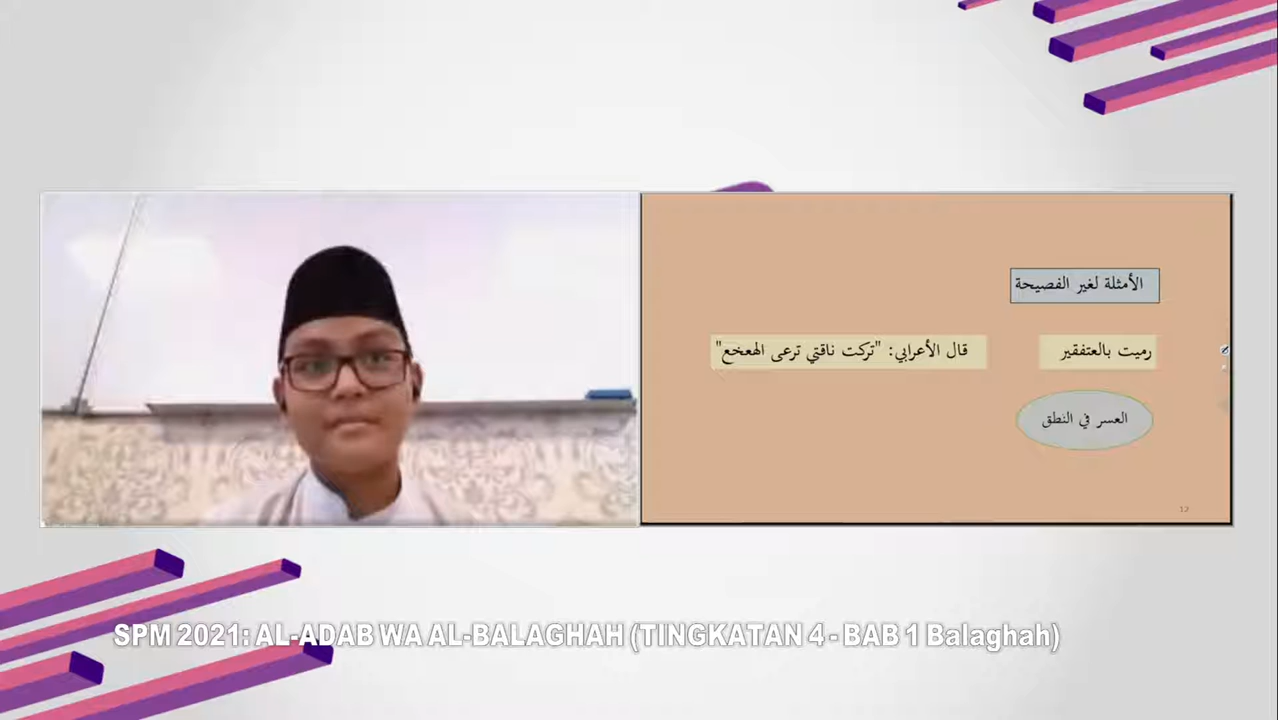 الأمثلة لغير الفصيحة
رميت بالعتفقير
قال الأعرابي: "تركت ناقتي ترعى الهعخع"
العسر في النطق
12
SPM 2021: AL-ADAB WA AL-BALAGHAH (TINGKATAN 4 - BAB 1 Balaghah)